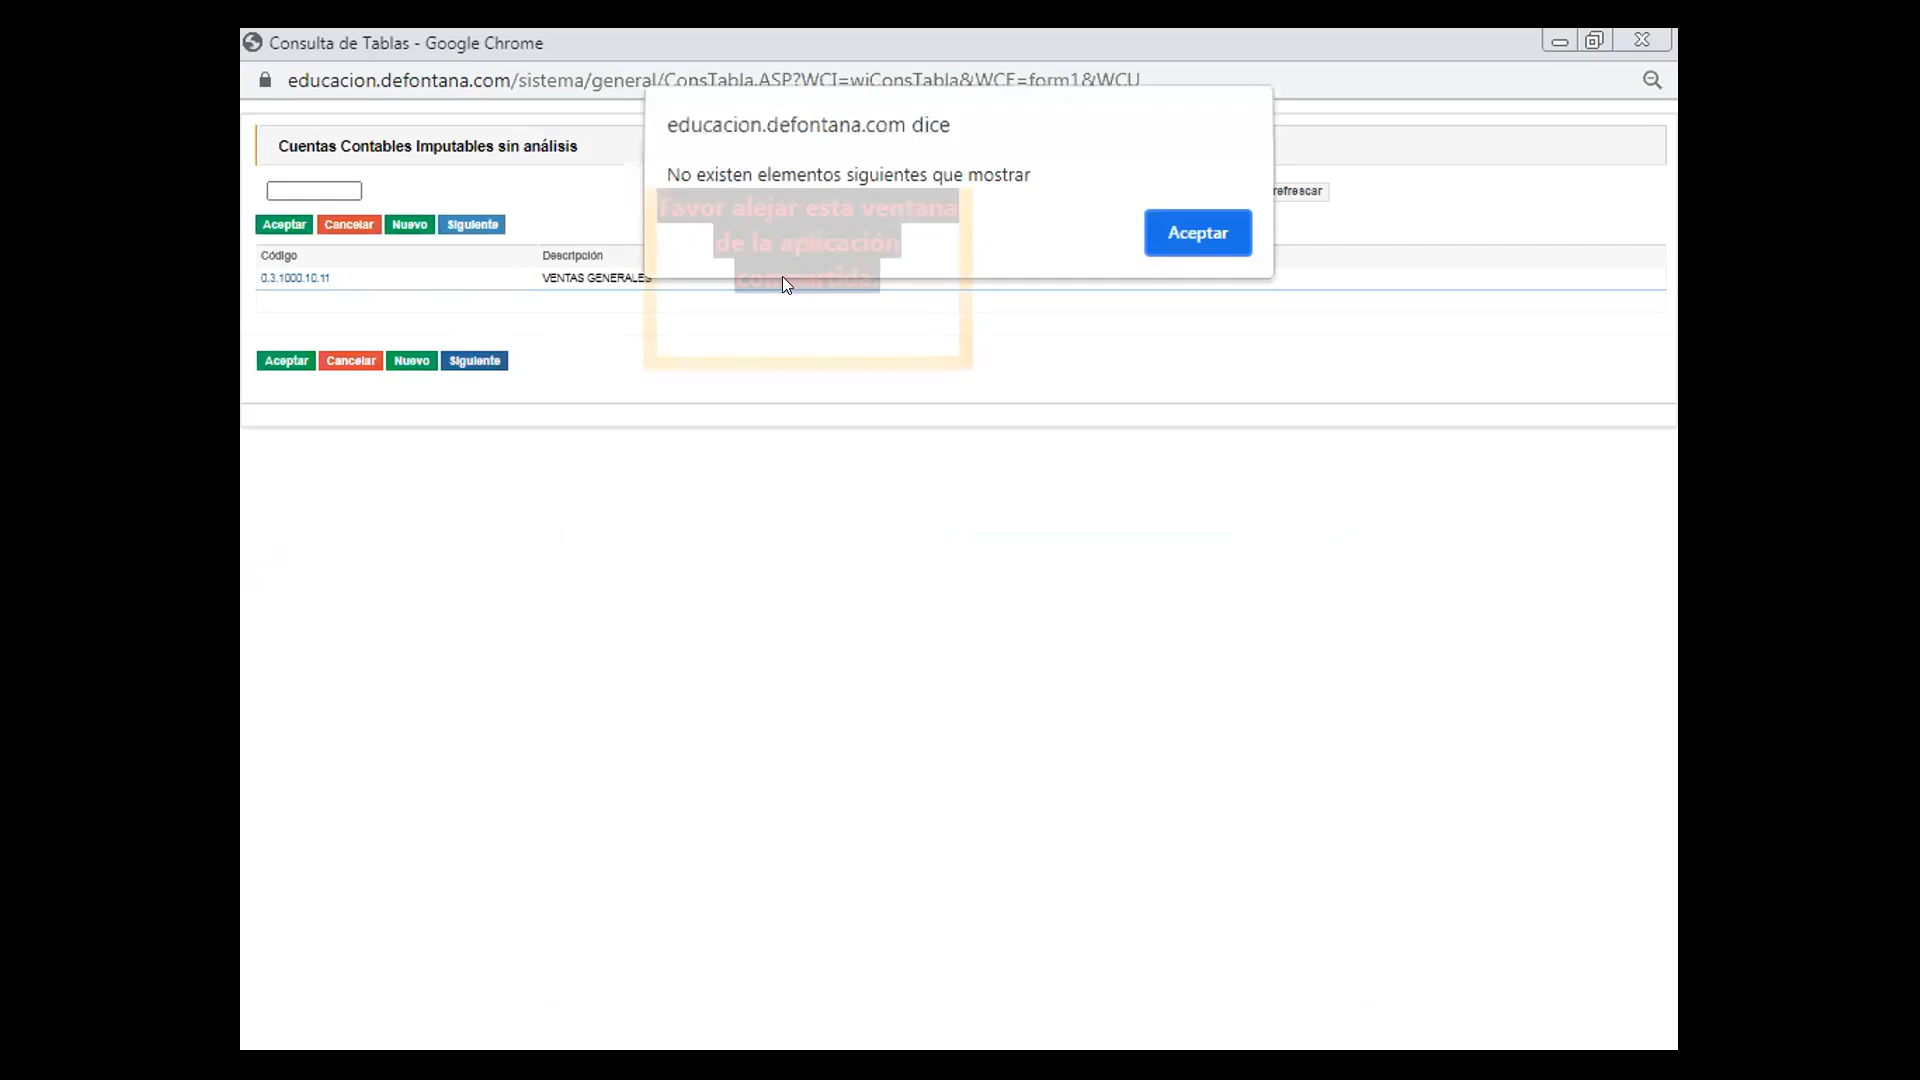 Consulta de Tablas - Google Chrome
educacion.defontana.com/sistema/general/ConsTabla.ASP?WCI=wiConsTabla&WCE=form1&WCU
educacion.defontana.com dice
Cuentas Contables Imputables sin análisis
No existen elementos siguientes que mostrar
refrescar
Favor alejar esta ventana
de la aplicación
compartida.
Aceptar
Aceptar Cancelar Nuevo Siguiente
Código Descripción
0.3.1000.10.11 VENTAS GENERALES
Aceptar Cancelar Nuevo Siguiente